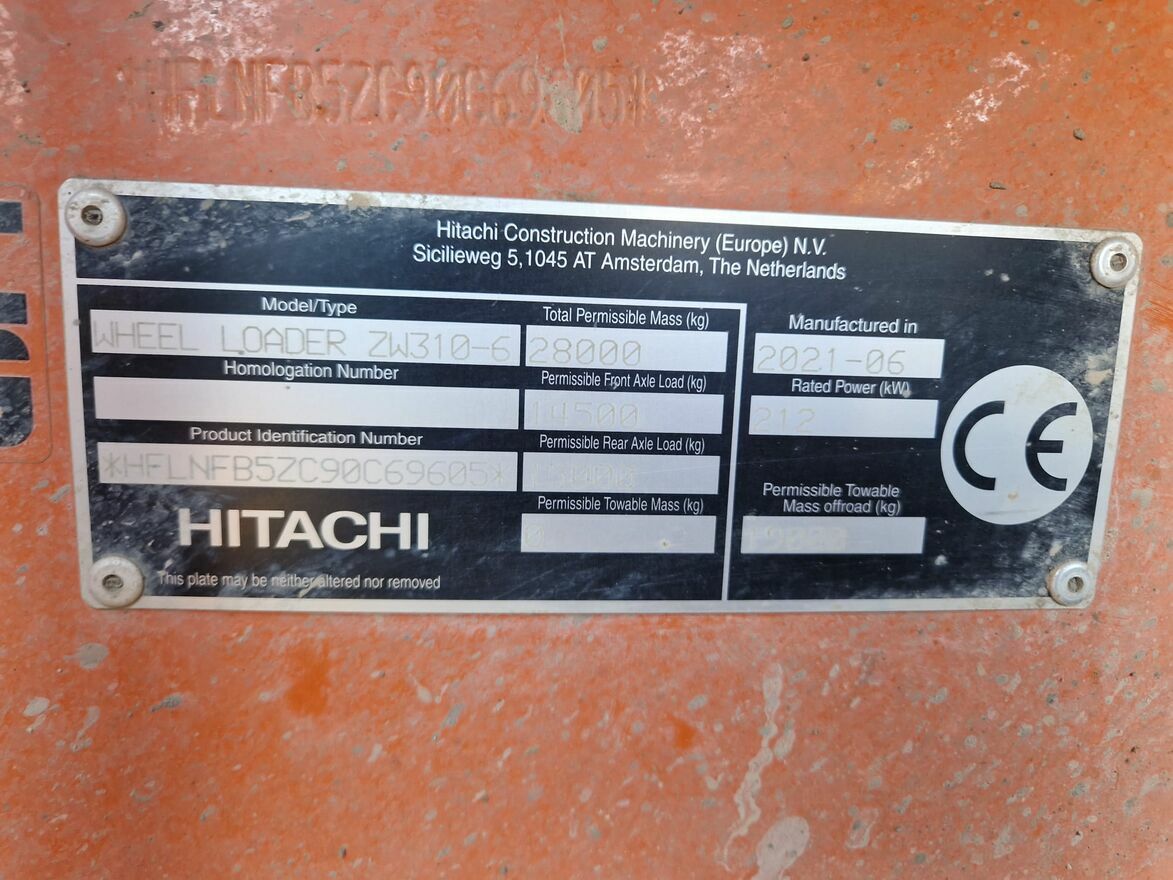 *HFLNFB5ZC90C69605*
Hitachi Construction Machinery (Europe) N.V.
Sicilieweg 5,1045 AT Amsterdam, The Netherlands
Model/Type
WHEEL LOADER ZW310-6
Homologation Number
Product Identification Number
*HFLNFB5ZC90C69605*
HITACHI
This plate may be neither altered nor removed
Total Permissible Mass (kg)
28000
Permissible Front Axle Load (kg)
14500
Permissible Rear Axle Load (kg)
Permissible Towable Mass (kg)
0
Manufactured in
2021-06
Rated Power (kW)
212
Permissible Towable
Mass offroad (kg)
CE